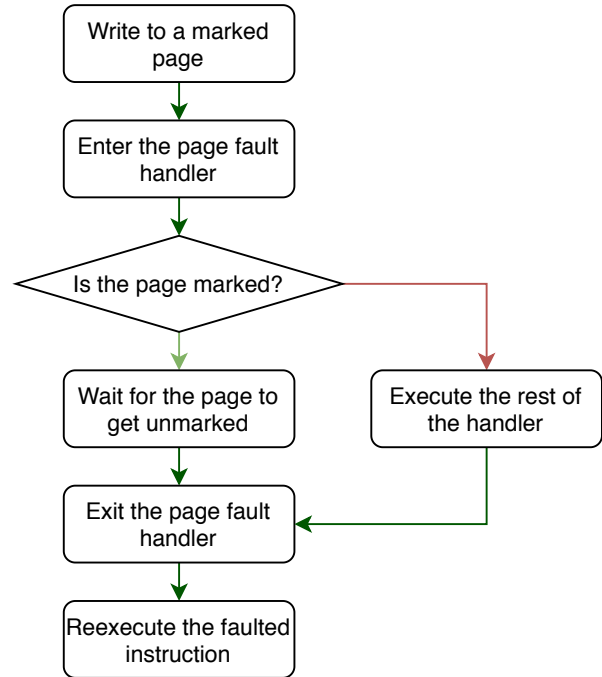 Write to a marked
page
Enter the page fault
handler
Is the page marked?
Wait for the page to
get unmarked
Execute the rest of
the handler
Exit the page fault
handler
Reexecute the faulted
instruction